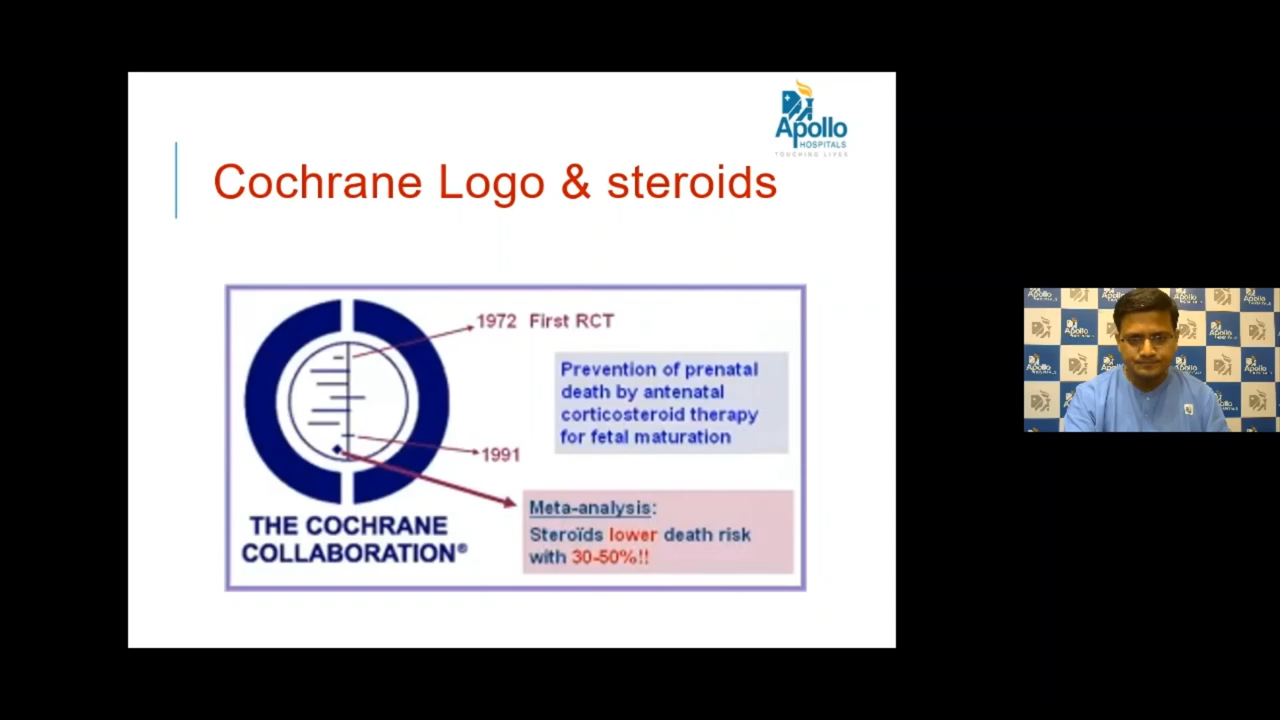 Apollo
HOSPITALS
TOUCHING LIVES
Cochrane Logo & steroids
1972 First RCT
Prevention of prenatal
death by antenatal
corticosteroid therapy
for fetal maturation
1991
THE COCHRANE
COLLABORATION®
Meta-analysis:
Steroïds lower death risk
with 30-50%!!